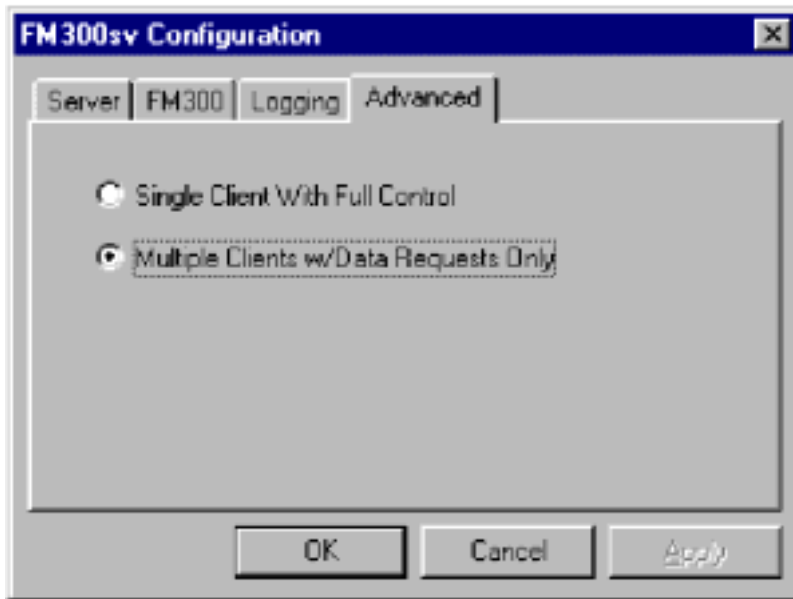 FM300sv Configuration
Server FM300 Logging Advanced
Single Client With Full Control
Multiple Clients w/Data Requests Only
OK Cancel Apply